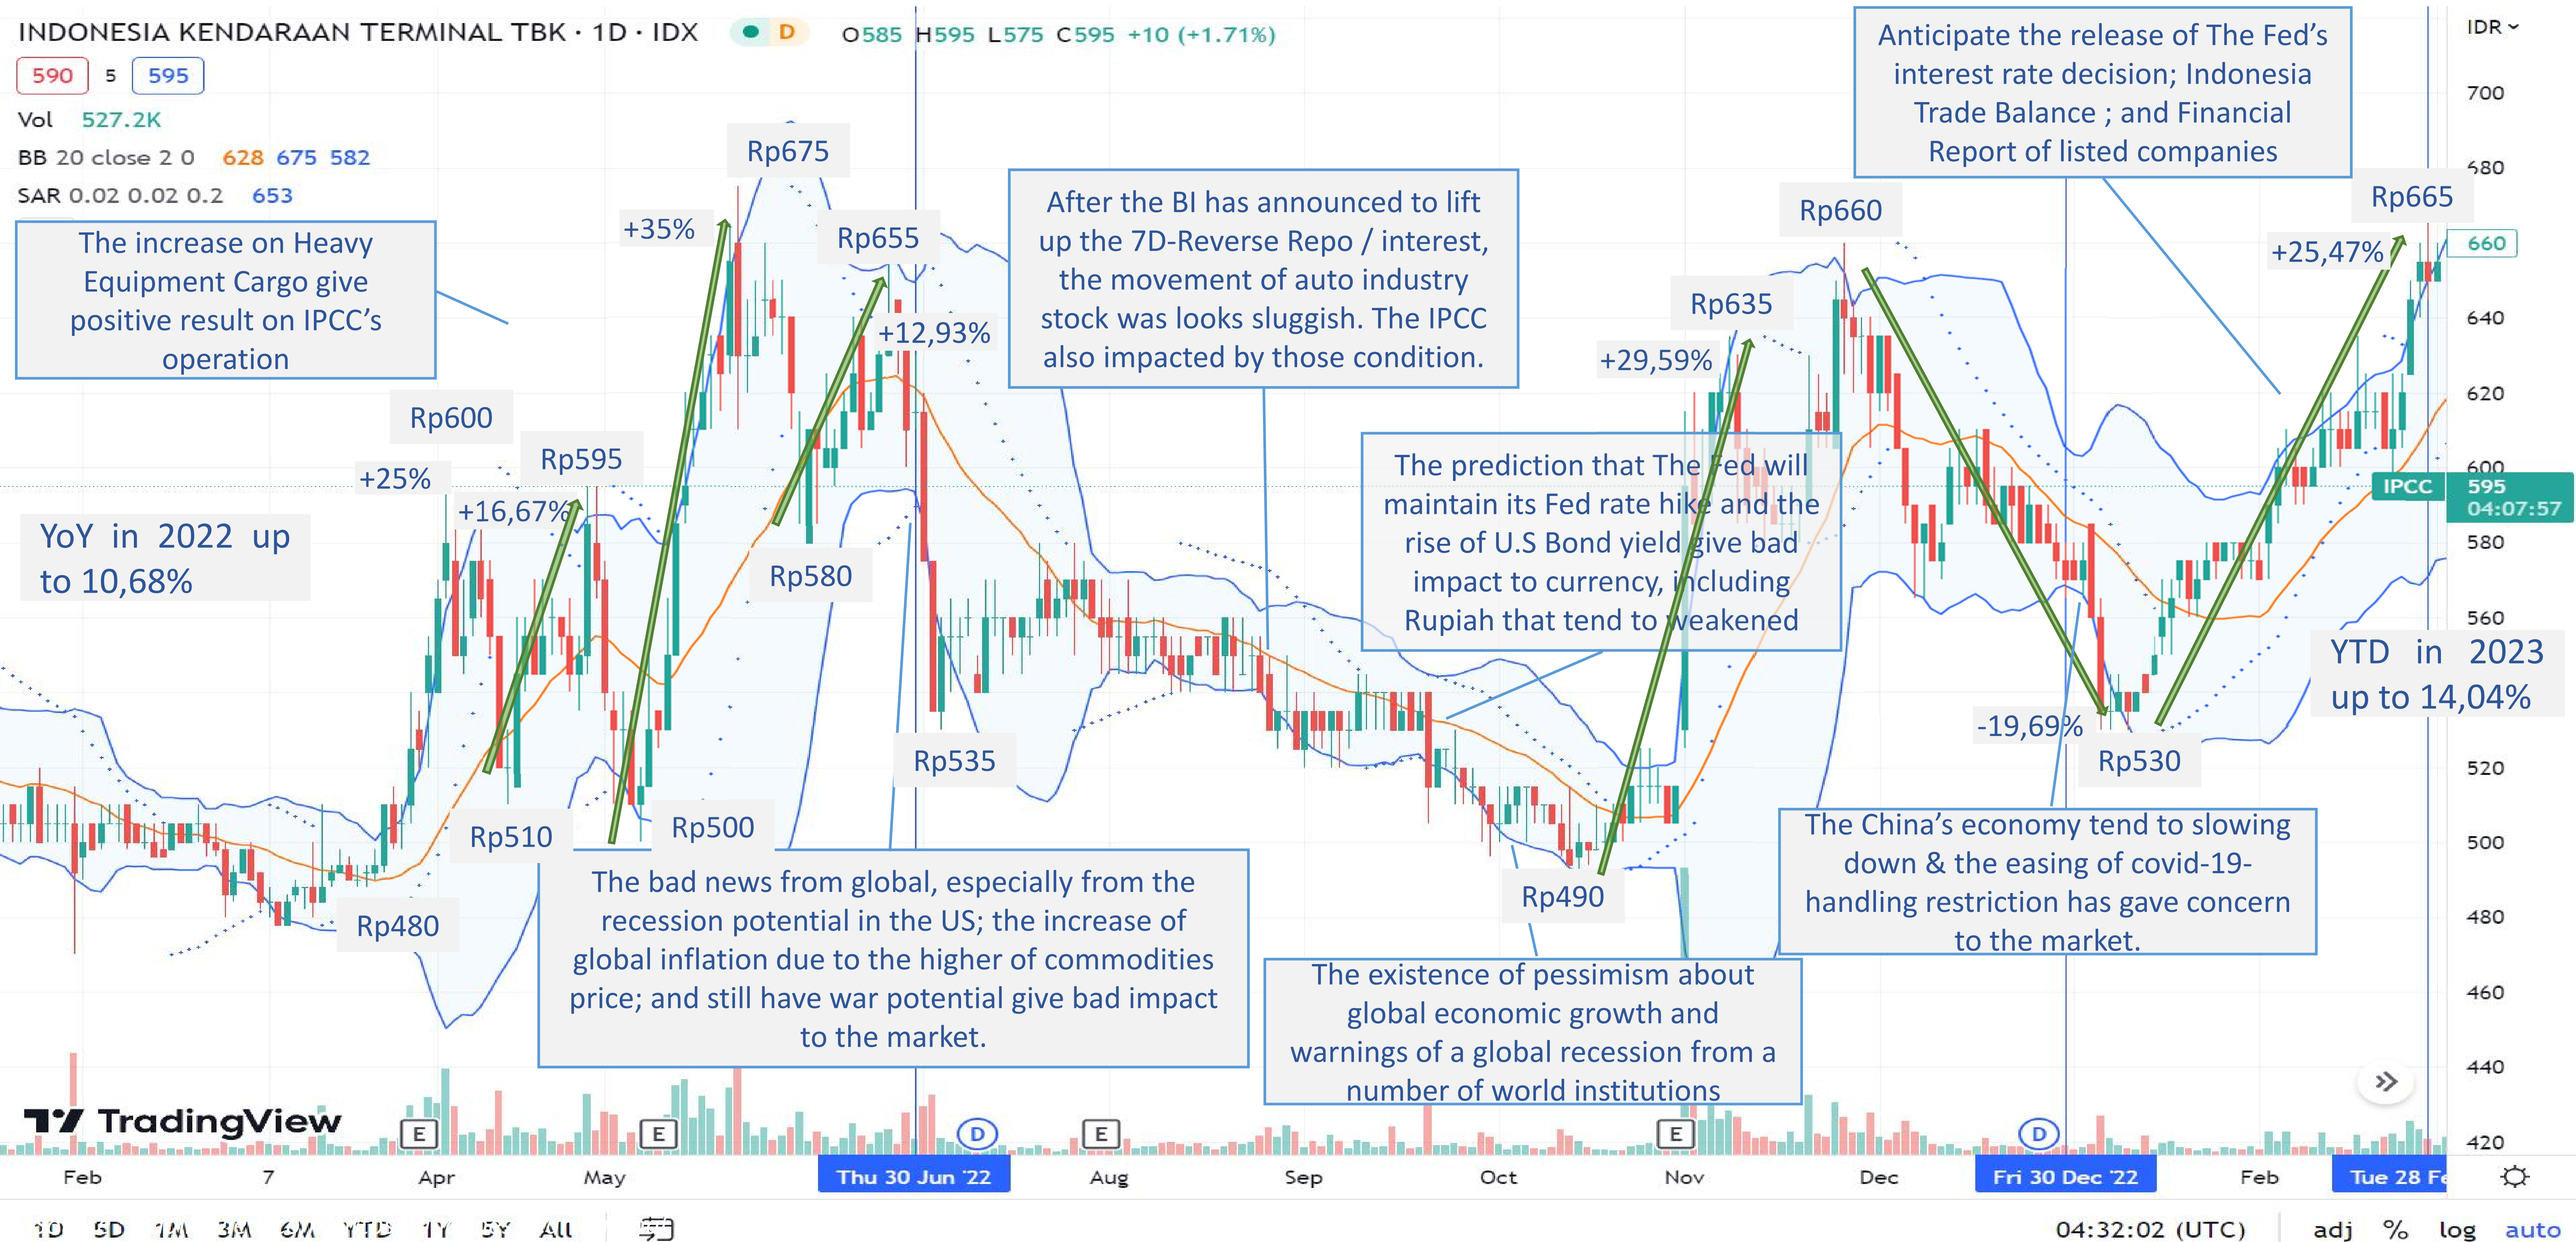 INDONESIA KENDARAAN TERMINAL TBK · 1D · IDX D O585 H595 L575 C595 +10 (+1.71%)
IDR
590 5 595
Vol 527.2K
BB 20 close 2 0 628 675 582
SAR 0.02 0.02 0.2 653
The increase on Heavy
Equipment Cargo give
positive result on IPCC's
operation
Rp600
+25%
Rp595
+16,67%
YoY in 2022 up
to 10,68%
Rp480
Rp510
Rp500
+35%
Rp675
Rp655
+12,93%
Rp580
Rp535
The bad news from global, especially from the
recession potential in the US; the increase of
global inflation due to the higher of commodities
price; and still have war potential give bad impact
to the market.
After the BI has announced to lift
up the 7D-Reverse Repo / interest,
the movement of auto industry
stock was looks sluggish. The IPCC
also impacted by those condition.
The prediction that The Fed will
maintain its Fed rate hike and the
rise of U.S Bond yield give bad
impact to currency, including
Rupiah that tend to weakened
Rp490
The existence of pessimism about
global economic growth and
warnings of a global recession from a
number of world institutions
Rp635
+29,59%
Rp660
Anticipate the release of The Fed's
interest rate decision; Indonesia
Trade Balance ; and Financial
Report of listed companies
Rp665
+25,47%
-19,69%
Rp530
The China's economy tend to slowing
down & the easing of covid-19-
handling restriction has gave concern
to the market.
YTD in 2023
up to 14,04%
700
680
660
640
620
600
IPCC 595
04:07:57
580
560
520
500
480
460
440
420
TradingView
E E D E E D
Feb 7 Apr May Thu 30 Jun '22 Aug Sep Oct Nov Dec Fri 30 Dec '22 Feb Tue 28 Fe
1D 5D 1M 3M 6M YTD 1Y 5Y All 04:32:02 (UTC) adj % log auto